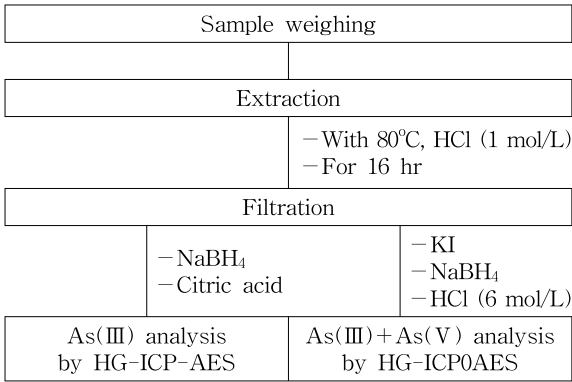 Sample weighing
Extraction
-With 80°C, HCl (1 mol/L)
-For 16 hr
Filtration
-NaBH₄
-Citric acid
-KI
-NaBH₄
-HCl (6 mol/L)
As(Ⅲ) analysis
by HG-ICP-AES
As(Ⅲ)+As(Ⅴ) analysis
by HG-ICP0AES